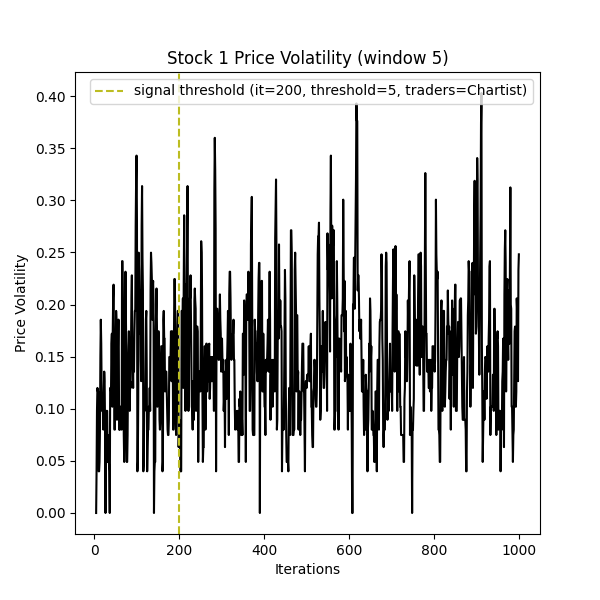 Stock 1 Price Volatility (window 5)
signal threshold (it=200, threshold=5, traders=Chartist)
0.40
0.35
0.30
0.25
0.20
0.15
0.10
0.05
0.00
Price Volatility
0 200 400 600 800 1000
Iterations